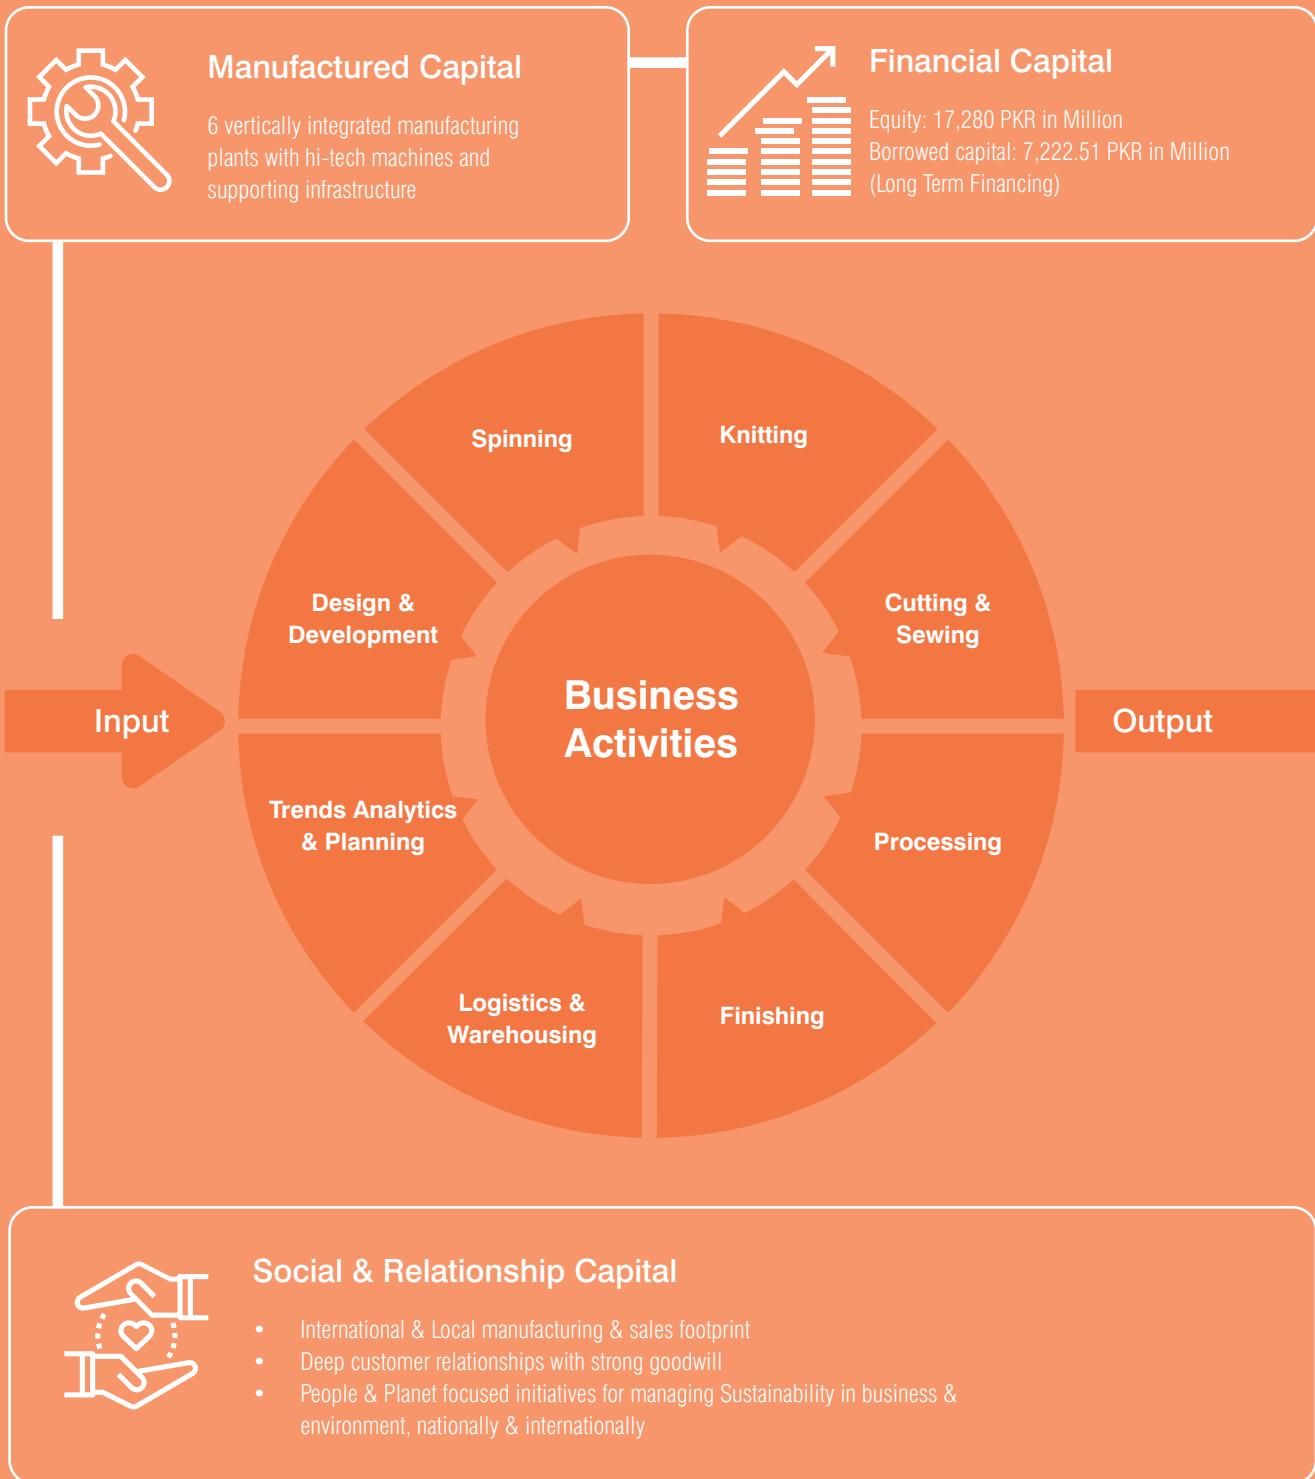 Manufactured Capital
6 vertically integrated manufacturing
plants with hi-tech machines and
supporting infrastructure
Financial Capital
Equity: 17,280 PKR in Million
Borrowed capital: 7,222.51 PKR in Million
(Long Term Financing)
Spinning
Knitting
Design &
Development
Cutting &
Sewing
Input
Business
Activities
Output
Trends Analytics
& Planning
Processing
Logistics &
Warehousing
Finishing
Social & Relationship Capital
• International & Local manufacturing & sales footprint
• Deep customer relationships with strong goodwill
• People & Planet focused initiatives for managing Sustainability in business &
environment, nationally & internationally